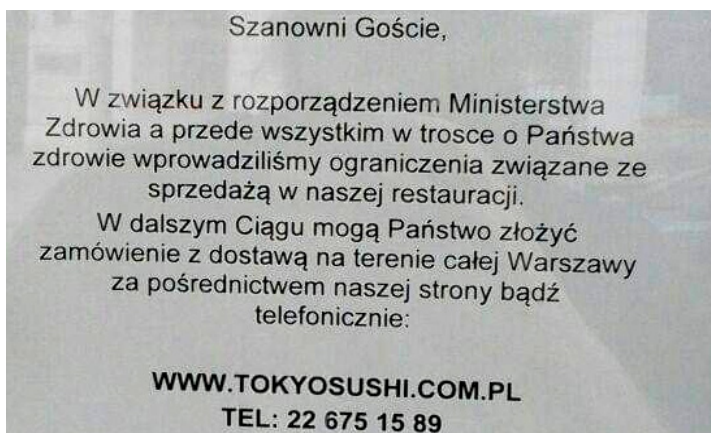 Szanowni Goście,
W związku z rozporządzeniem Ministerstwa
Zdrowia a przede wszystkim w trosce o Państwa
zdrowie wprowadziliśmy ograniczenia związane ze
sprzedażą w naszej restauracji.
W dalszym Ciągu mogą Państwo złożyć
zamówienie z dostawą na terenie całej Warszawy
za pośrednictwem naszej strony bądź
telefonicznie:
WWW.TOKYOSUSHI.COM.PL
TEL: 22 675 15 89